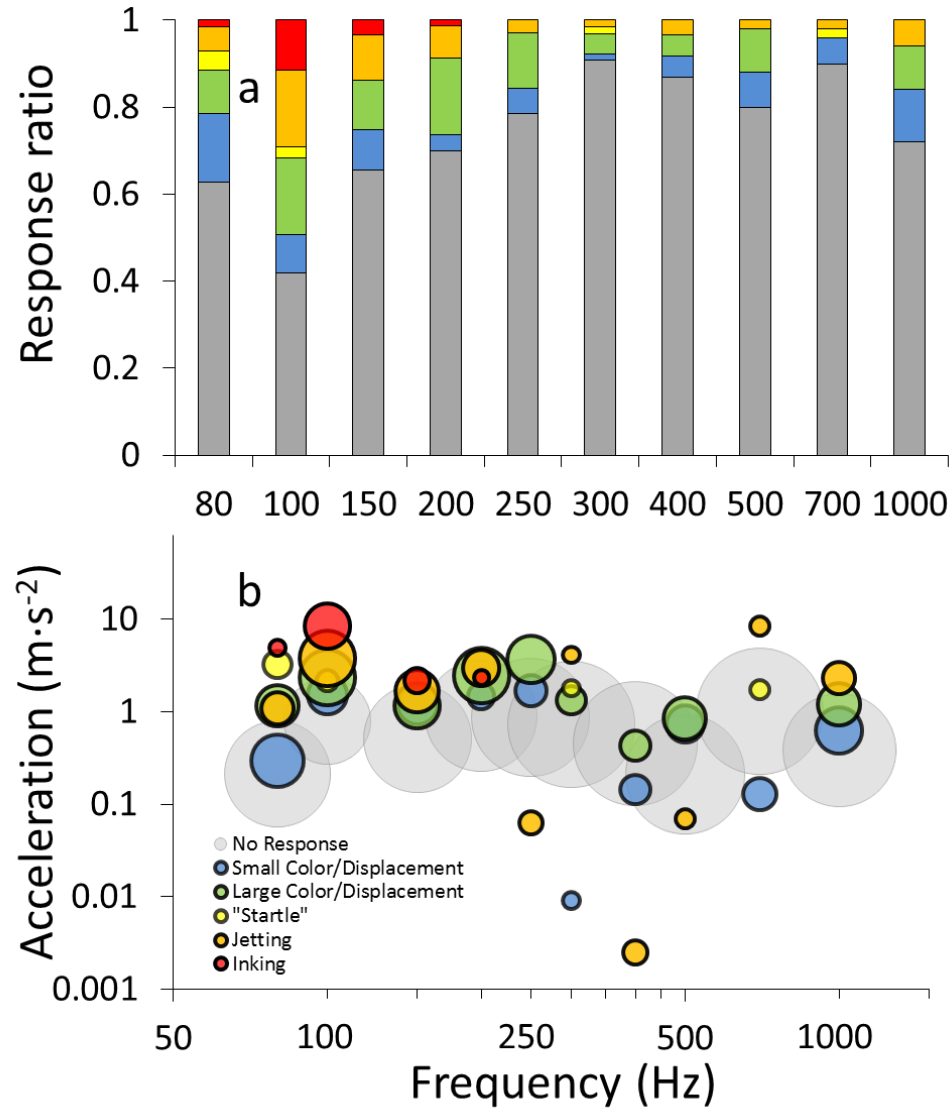 Response ratio
1
0.8
0.6
0.4
0.2
0
a
80 100 150 200 250 300 400 500 700 1000
Acceleration (m·s-2)
b
10
1
0.1
0.01
0.001
No Response
Small Color/Displacement
Large Color/Displacement
"Startle"
Jetting
Inking
50 100 250 500 1000
Frequency (Hz)